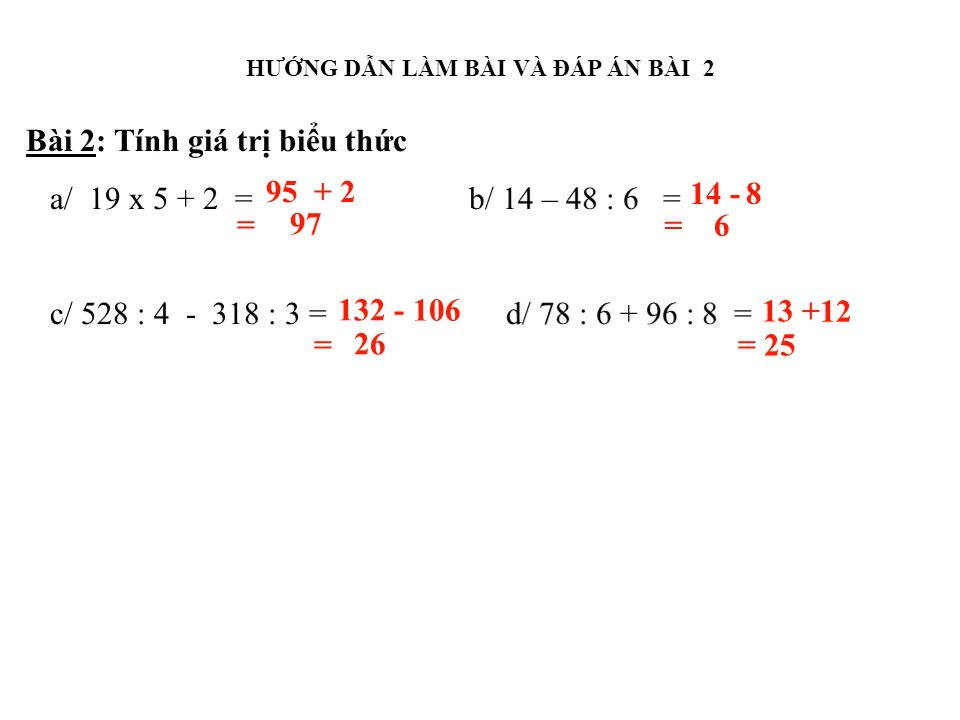 HƯỚNG DẪN LÀM BÀI VÀ ĐÁP ÁN BÀI 2
Bài 2: Tính giá trị biểu thức
a/ 19 x 5 + 2 = 95 + 2
= 97
b/ 14 – 48 : 6 = 14 - 8
= 6
c/ 528 : 4 - 318 : 3 = 132 - 106
= 26
d/ 78 : 6 + 96 : 8 = 13 +12
= 25